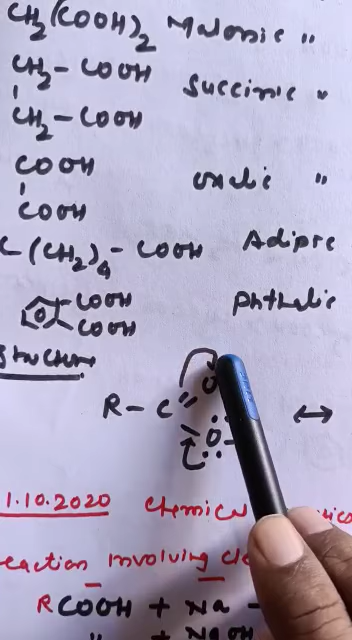 CH2(COOH)2 Malonic "
CH2 - COOH
Succinic "
CH2 - COOH
COOH
oxalic "
COOH
C (CH2)4 - COOH Adipic
COOH
Phthalic
COOH
Structure
O
R - C ↔
O
1.10.2020 Chemical
reaction involving
RCOOH + Na -
" + NaOH